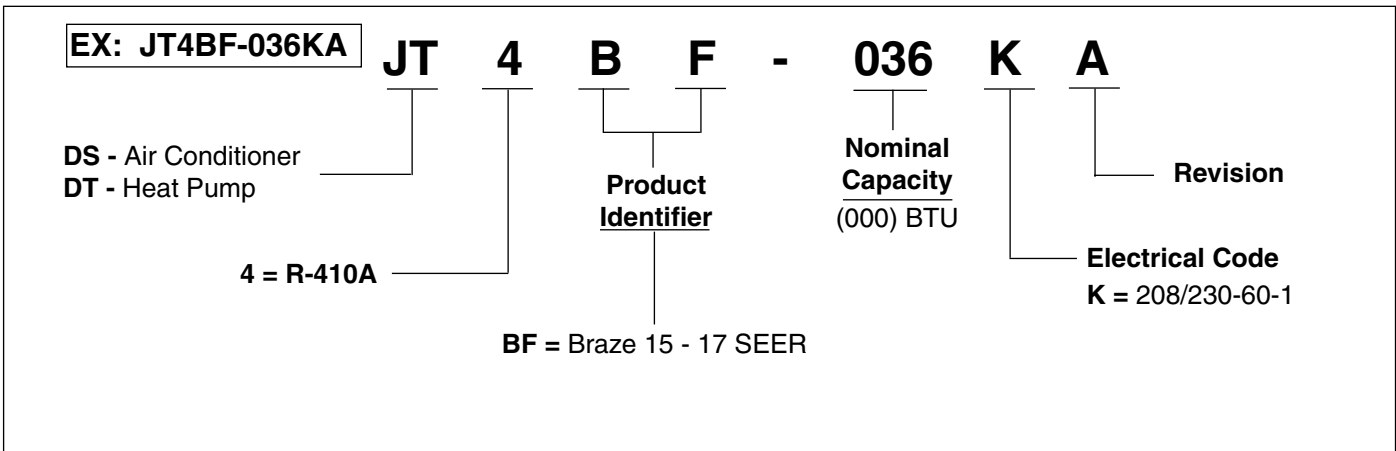 EX: JT4BF-036KA
JT 4 B F - 036 K A
DS - Air Conditioner
DT - Heat Pump
4 = R-410A
Product
Identifier
BF = Braze 15 - 17 SEER
Nominal
Capacity
(000) BTU
Electrical Code
K = 208/230-60-1
Revision